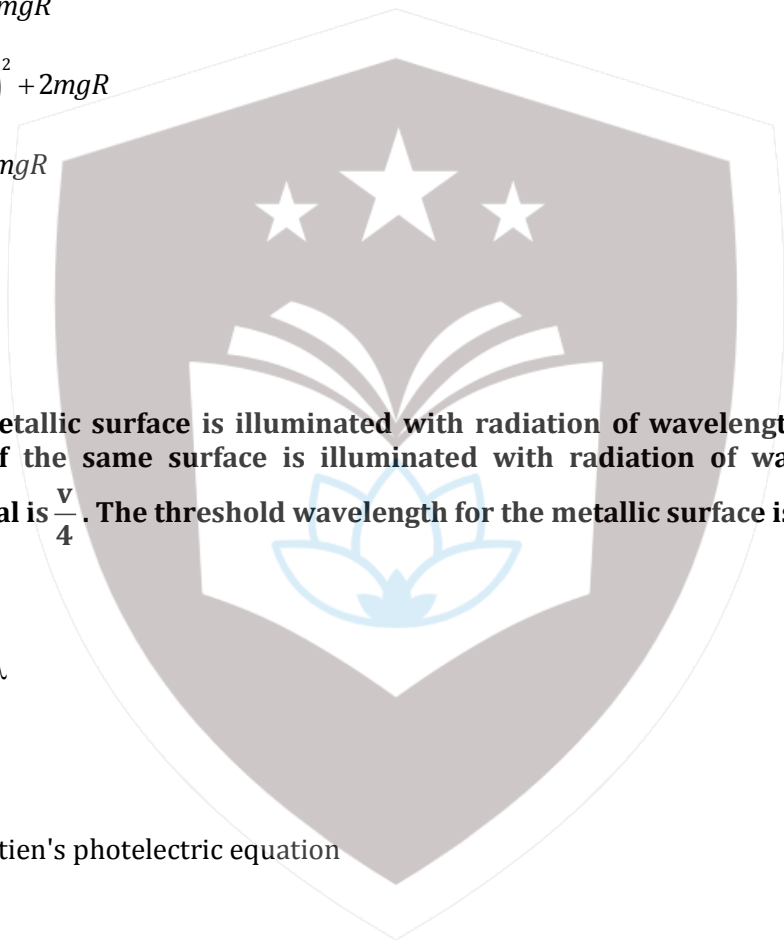 mgR
)² + 2mgR
mgR
etallic surface is illuminated with radiation of wavelengt
f the same surface is illuminated with radiation of wa
al is v/4 . The threshold wavelength for the metallic surface is
λ
tien's photelectric equation